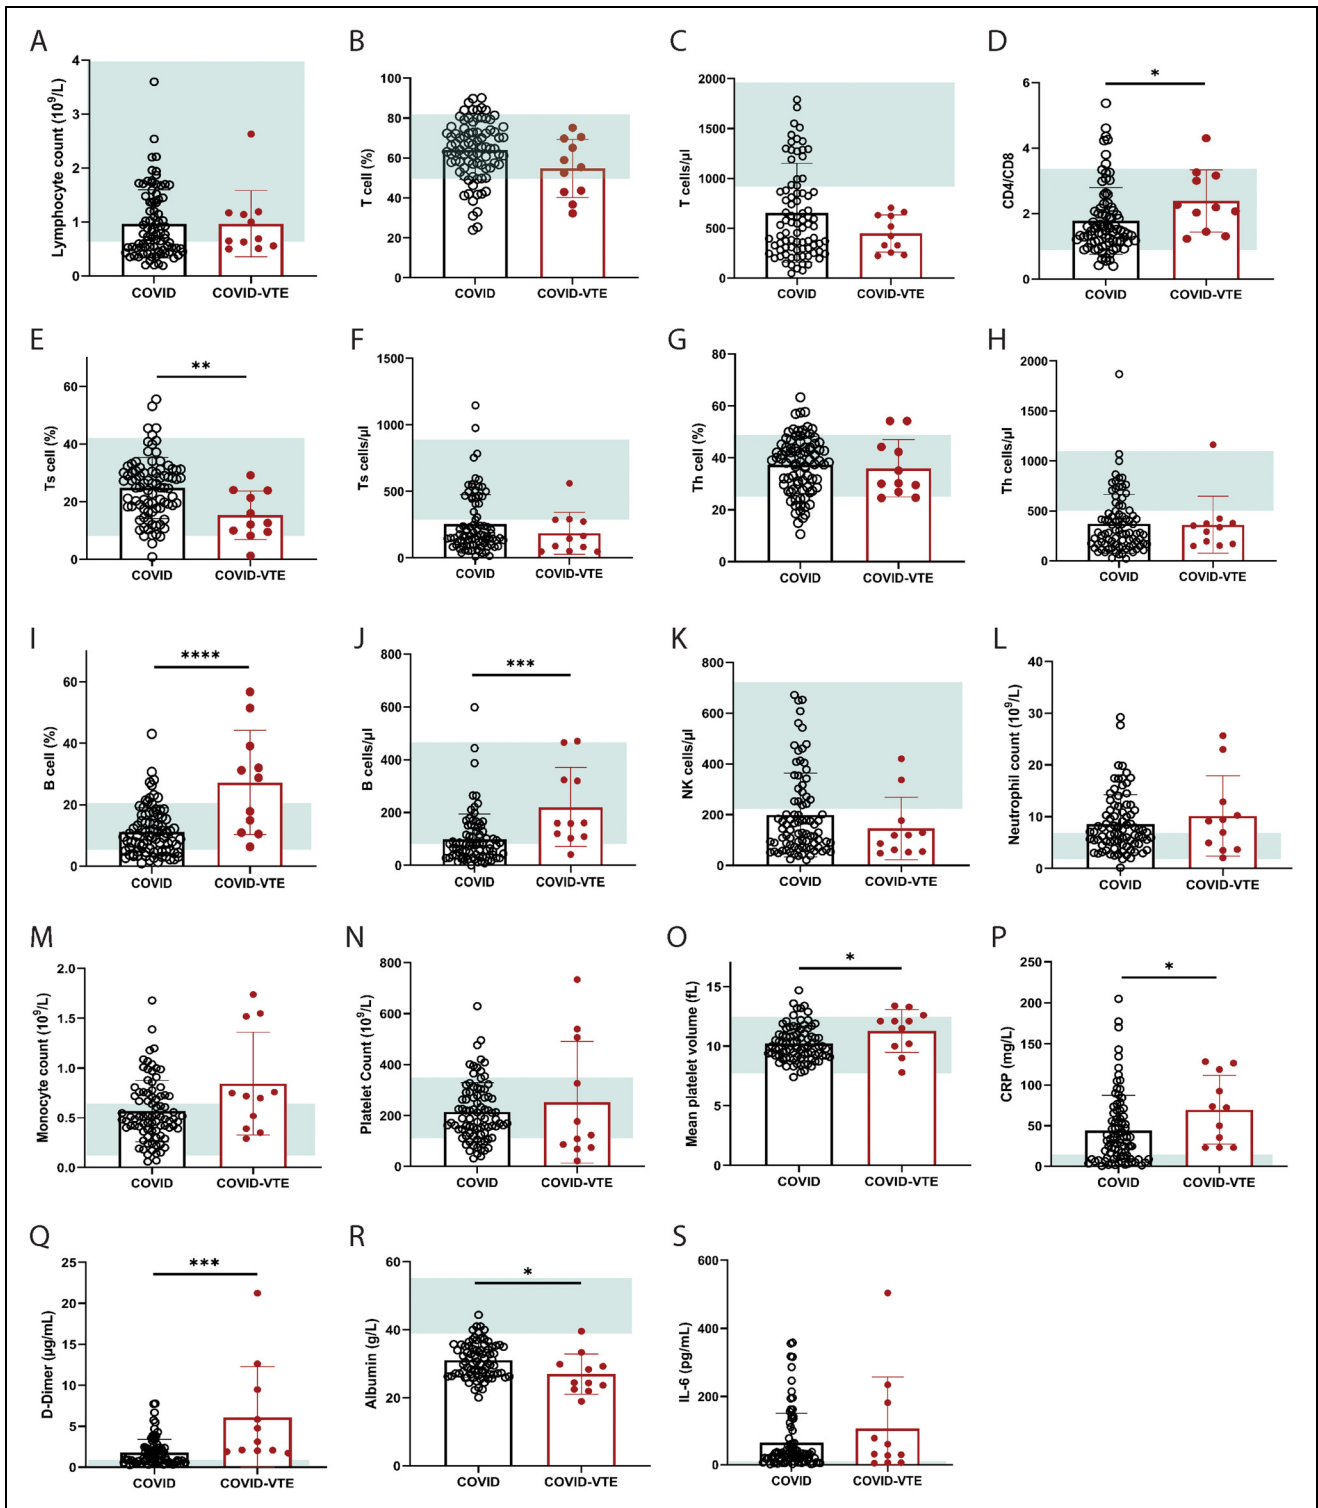 A
Lymphocyte count (10⁹/L)
4
3
2
1
0
COVID COVID-VTE
B
T cell (%)
100
80
60
40
20
0
COVID COVID-VTE
C
T cells/µl
2000
1500
1000
500
0
COVID COVID-VTE
D
CD4/CD8
6
4
2
0
*
COVID COVID-VTE
E
Ts cell (%)
60
40
20
0
**
COVID COVID-VTE
F
Ts cells/µl
1500
1000
500
0
COVID COVID-VTE
G
Th cell (%)
80
60
40
20
0
COVID COVID-VTE
H
Th cells/µl
2000
1500
1000
500
0
COVID COVID-VTE
I
B cell (%)
60
40
20
0
****
COVID COVID-VTE
J
B cells/µl
800
600
400
200
0
***
COVID COVID-VTE
K
NK cells/µl
800
600
400
200
0
COVID COVID-VTE
L
Neutrophil count (10⁹/L)
40
30
20
10
0
COVID COVID-VTE
M
Monocyte count (10⁹/L)
2.0
1.5
1.0
0.5
0.0
COVID COVID-VTE
N
Platelet Count (10⁹/L)
800
600
400
200
0
COVID COVID-VTE
O
Mean platelet volume (fL)
15
10
5
0
*
COVID COVID-VTE
P
CRP (mg/L)
250
200
150
100
50
0
*
COVID COVID-VTE
Q
D-Dimer (µg/mL)
25
20
15
10
5
0
***
COVID COVID-VTE
R
Albumin (g/L)
60
40
20
0
*
COVID COVID-VTE
S
IL-6 (pg/mL)
600
400
200
0
COVID COVID-VTE